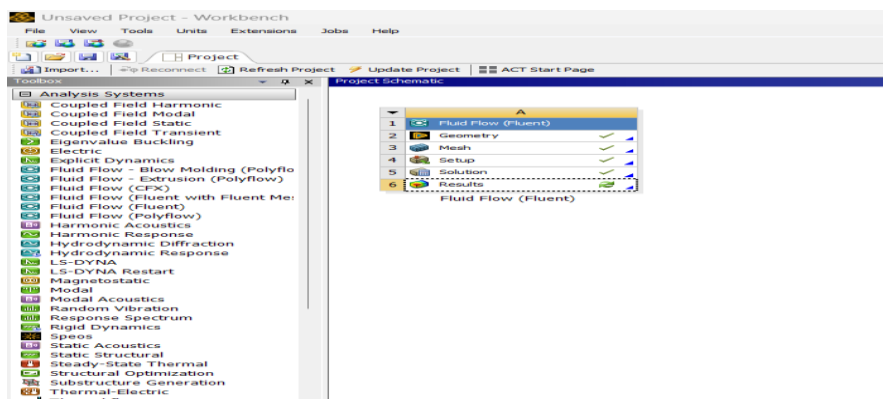 Unsaved Project - Workbench
File View Tools Units Extensions Jobs Help
Project
Import... Reconnect Refresh Project Update Project ACT Start Page
Toolbox Project Schematic
Analysis Systems
Coupled Field Harmonic
Coupled Field Modal
Coupled Field Static
Coupled Field Transient
Eigenvalue Buckling
Electric
Explicit Dynamics
Fluid Flow - Blow Molding (Polyflo
Fluid Flow - Extrusion (Polyflow)
Fluid Flow (CFX)
Fluid Flow (Fluent with Fluent Me:
Fluid Flow (Fluent)
Fluid Flow (Polyflow)
Harmonic Acoustics
Harmonic Response
Hydrodynamic Diffraction
Hydrodynamic Response
LS-DYNA
LS-DYNA Restart
Magnetostatic
Modal
Modal Acoustics
Random Vibration
Response Spectrum
Rigid Dynamics
Speos
Static Acoustics
Static Structural
Steady-State Thermal
Structural Optimization
Substructure Generation
Thermal-Electric
A
1 Fluid Flow (Fluent)
2 Geometry
3 Mesh
4 Setup
5 Solution
6 Results
Fluid Flow (Fluent)